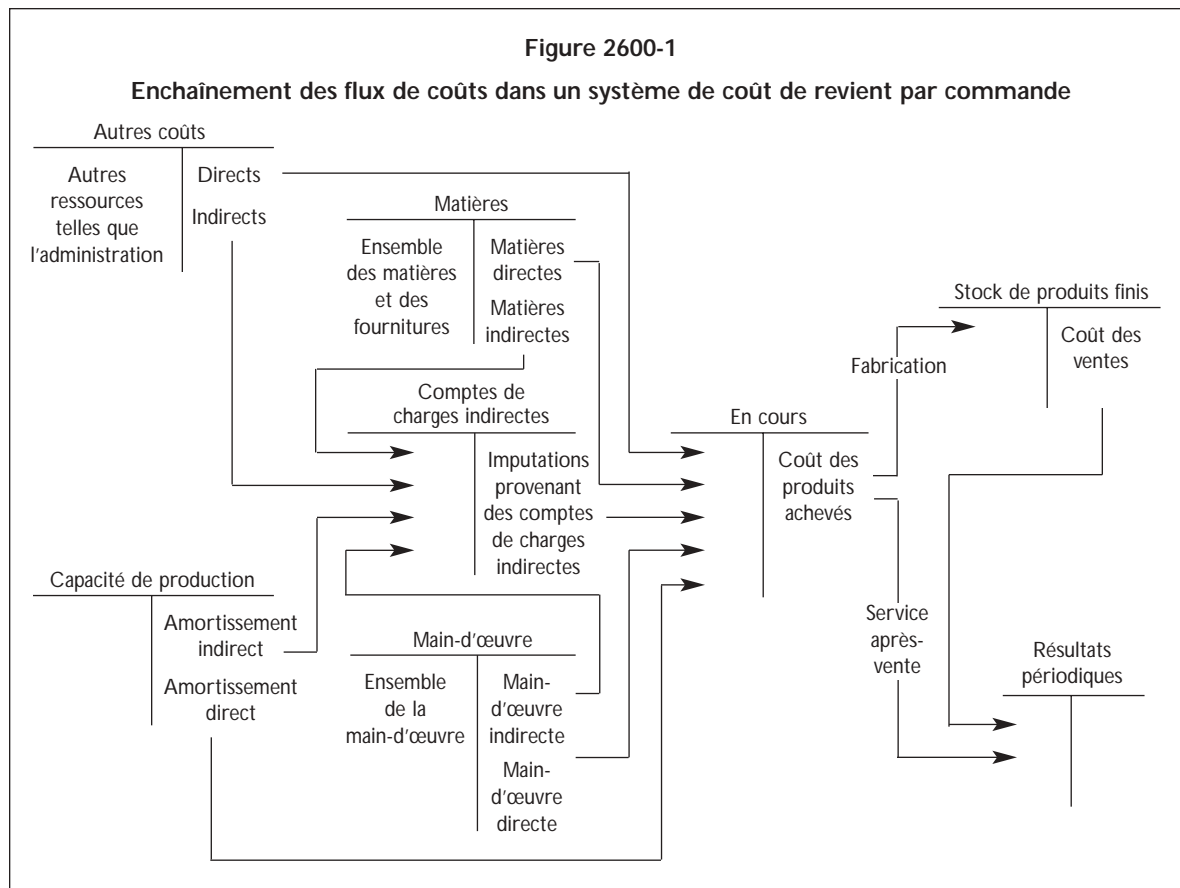 Figure 2600-1
Enchaînement des flux de coûts dans un système de coût de revient par commande
Autres coûts
Autres
ressources
telles que
l'administration
Directs
Indirects
Matières
Ensemble
des matières
et des
fournitures
Matières
directes
Matières
indirectes
Stock de produits finis
Coût des
ventes
Fabrication
Comptes de
charges indirectes
Imputations
provenant
des comptes
de charges
indirectes
En cours
Coût des
produits
achevés
Capacité de production
Amortissement
indirect
Amortissement
direct
Main-d'œuvre
Ensemble
de la
main-d'œuvre
Main-
d'œuvre
indirecte
Main-
d'œuvre
directe
Service
après-
vente
Résultats
périodiques